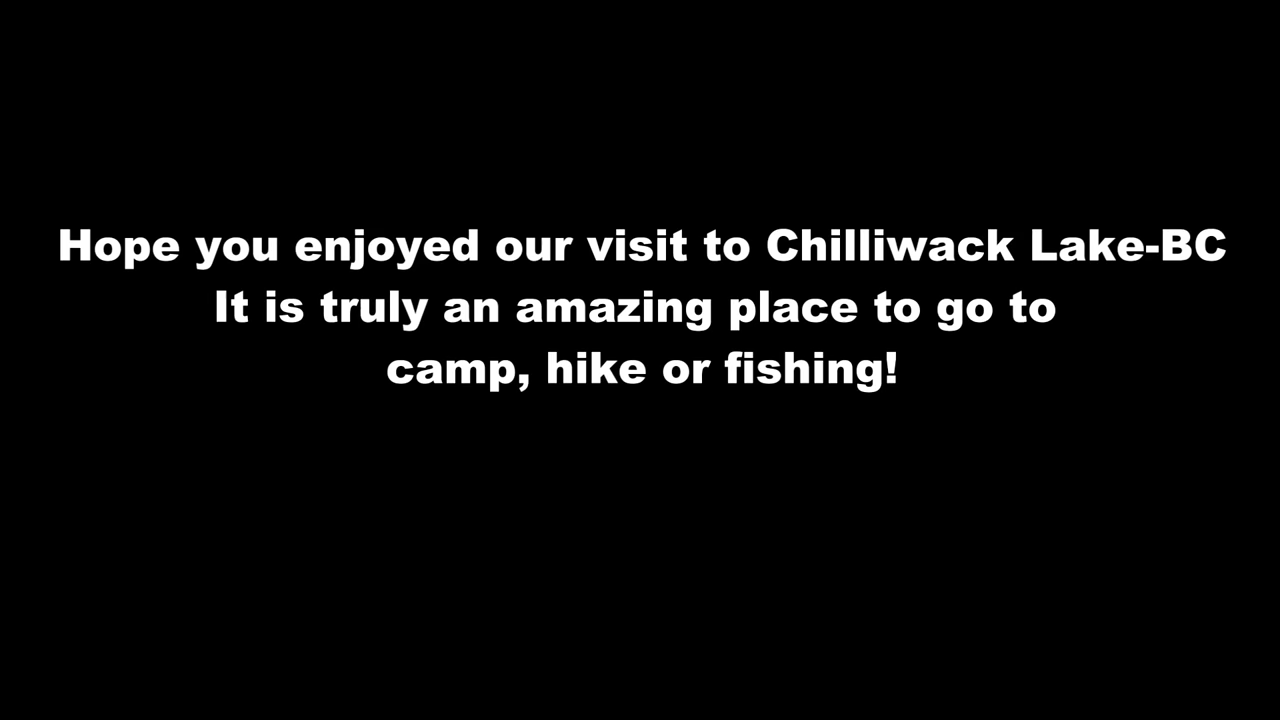 Hope you enjoyed our visit to Chilliwack Lake-BC
It is truly an amazing place to go to
camp, hike or fishing!